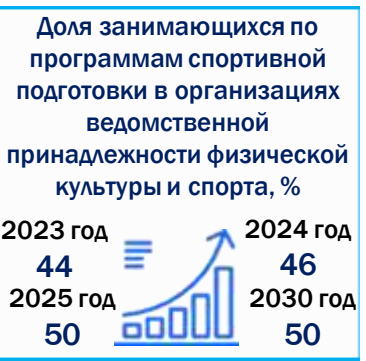 Доля занимающихся по
программам спортивной
подготовки в организациях
ведомственной
принадлежности физической
культуры и спорта, %
2023 год
44
2024 год
46
2025 год
50
2030 год
50